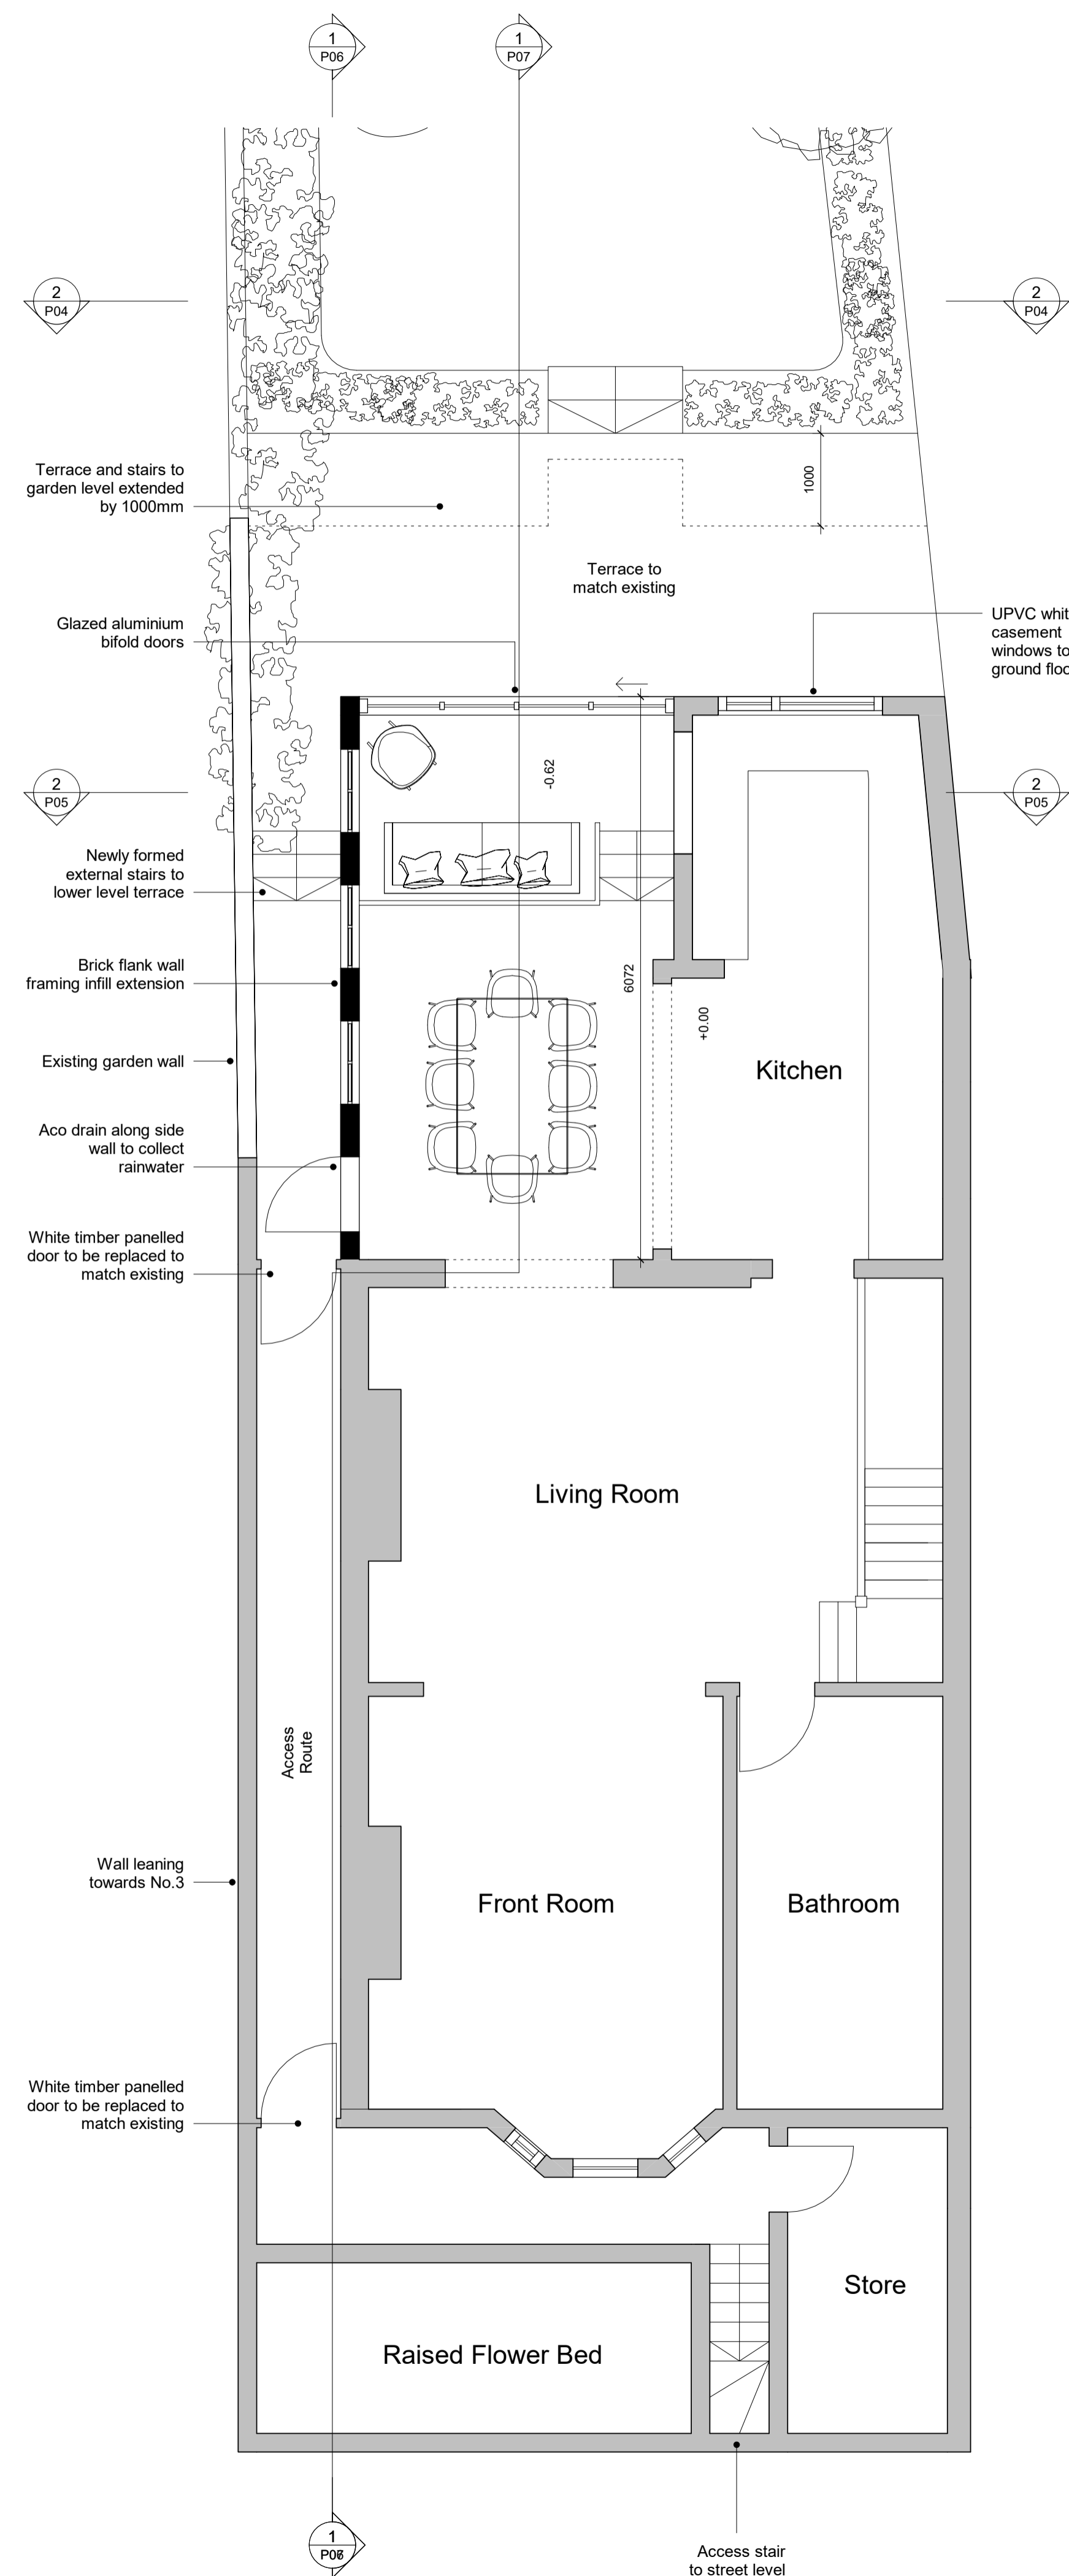 1
P06
1
P07
2
P04
2
P04
Terrace and stairs to
garden level extended
by 1000mm
1000
Terrace to
match existing
Glazed aluminium
bifold doors
UPVC whit
casement
windows to
ground floo
-0.62
2
P05
2
P05
Newly formed
external stairs to
lower level terrace
Brick flank wall
framing infill extension
6072
+0.00
Existing garden wall
Kitchen
Aco drain along side
wall to collect
rainwater
White timber panelled
door to be replaced to
match existing
Living Room
Access
Route
Wall leaning
towards No.3
Front Room
Bathroom
White timber panelled
door to be replaced to
match existing
Store
Raised Flower Bed
1
Access stair
to street level